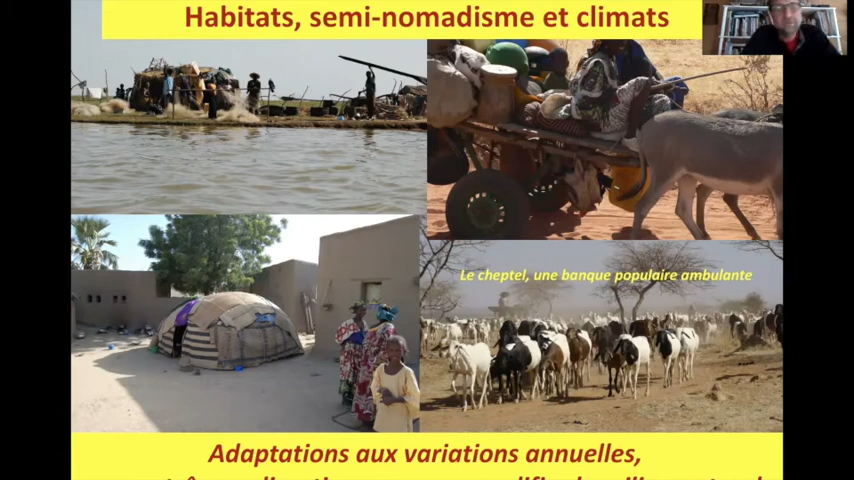 Habitats, semi-nomadisme et climats
Le cheptel, une banque populaire ambulante
Adaptations aux variations annuelles,